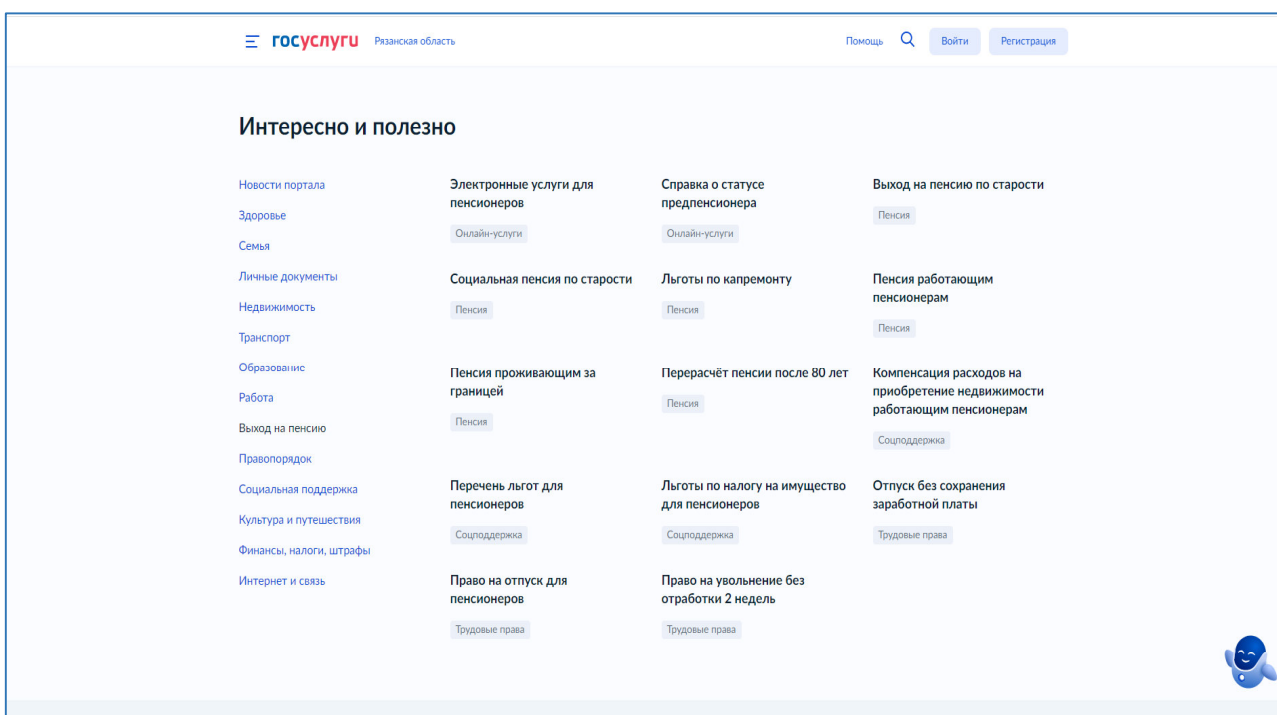 госуслуги Рязанская область Помощь Войти Регистрация
Интересно и полезно
Новости портала
Здоровье
Семья
Личные документы
Недвижимость
Транспорт
Образование
Работа
Выход на пенсию
Правопорядок
Социальная поддержка
Культура и путешествия
Финансы, налоги, штрафы
Интернет и связь
Электронные услуги для
пенсионеров
Онлайн-услуги
Справка о статусе
предпенсионера
Онлайн-услуги
Выход на пенсию по старости
Пенсия
Социальная пенсия по старости
Пенсия
Льготы по капремонту
Пенсия
Пенсия работающим
пенсионерам
Пенсия
Пенсия проживающим за
границей
Пенсия
Перерасчёт пенсии после 80 лет
Пенсия
Компенсация расходов на
приобретение недвижимости
работающим пенсионерам
Соцподдержка
Перечень льгот для
пенсионеров
Соцподдержка
Льготы по налогу на имущество
для пенсионеров
Соцподдержка
Отпуск без сохранения
заработной платы
Трудовые права
Право на отпуск для
пенсионеров
Трудовые права
Право на увольнение без
отработки 2 недель
Трудовые права